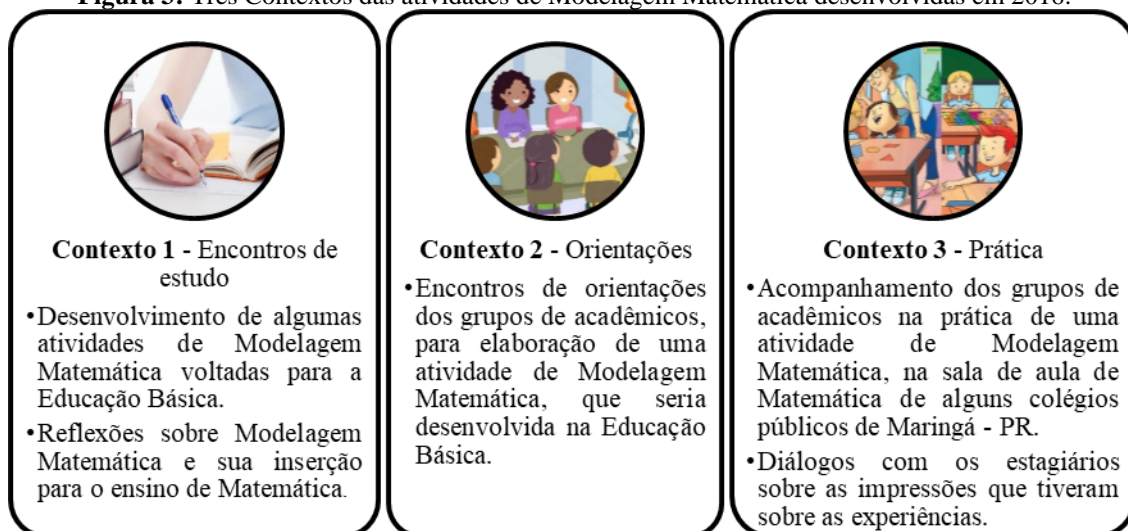 Figura 3: Três Contextos das atividades de Modelagem Matemática desenvolvidas em 2018.
Contexto 1 - Encontros de
estudo
•Desenvolvimento de algumas
atividades de Modelagem
Matemática voltadas para a
Educação Básica.
•Reflexões sobre Modelagem
Matemática e sua inserção
para o ensino de Matemática.
Contexto 2 - Orientações
•Encontros de orientações
dos grupos de acadêmicos,
para elaboração de uma
atividade de Modelagem
Matemática, que seria
desenvolvida na Educação
Básica.
Contexto 3 - Prática
•Acompanhamento dos grupos de
acadêmicos na prática de uma
atividade de Modelagem
Matemática, na sala de aula de
Matemática de alguns colégios
públicos de Maringá - PR.
•Diálogos com os estagiários
sobre as impressões que tiveram
sobre as experiências.